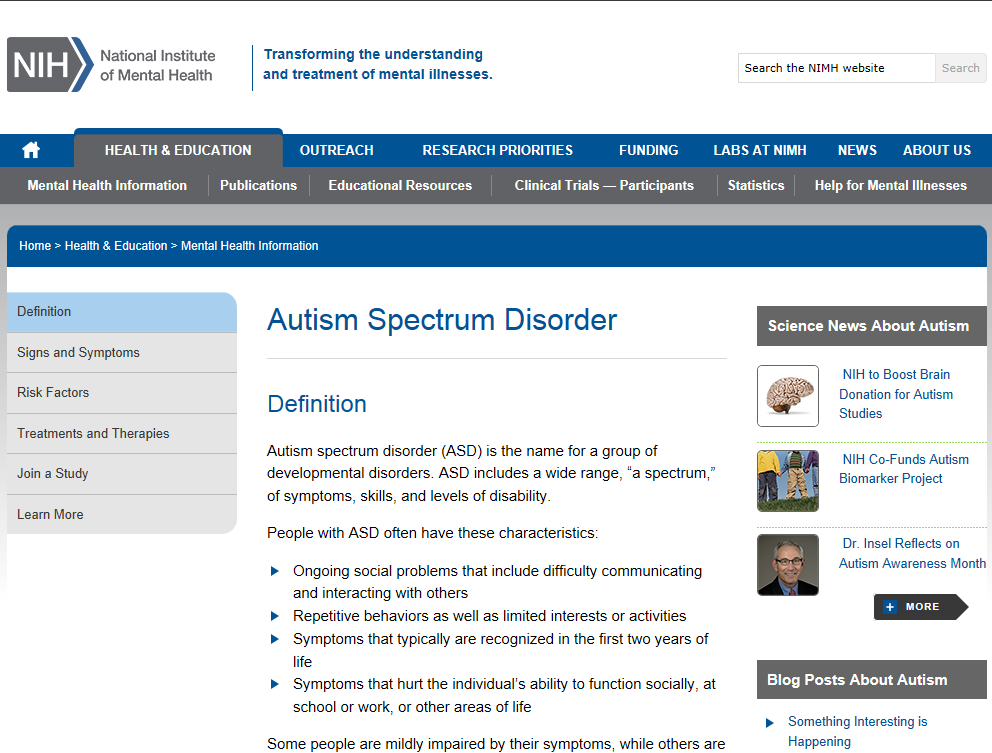 NIH National Institute of Mental Health
Transforming the understanding
and treatment of mental illnesses.
Search the NIMH website
Search
HEALTH & EDUCATION
OUTREACH
RESEARCH PRIORITIES
FUNDING
LABS AT NIMH
NEWS
ABOUT US
Mental Health Information
Publications
Educational Resources
Clinical Trials — Participants
Statistics
Help for Mental Illnesses
Home > Health & Education > Mental Health Information
Definition
Signs and Symptoms
Risk Factors
Treatments and Therapies
Join a Study
Learn More
Autism Spectrum Disorder
Definition
Autism spectrum disorder (ASD) is the name for a group of
developmental disorders. ASD includes a wide range, “a spectrum,”
of symptoms, skills, and levels of disability.
People with ASD often have these characteristics:
Ongoing social problems that include difficulty communicating
and interacting with others
Repetitive behaviors as well as limited interests or activities
Symptoms that typically are recognized in the first two years of
life
Symptoms that hurt the individual’s ability to function socially, at
school or work, or other areas of life
Some people are mildly impaired by their symptoms, while others are
Science News About Autism
NIH to Boost Brain
Donation for Autism
Studies
NIH Co-Funds Autism
Biomarker Project
Dr. Insel Reflects on
Autism Awareness Month
MORE
Blog Posts About Autism
Something Interesting is
Happening